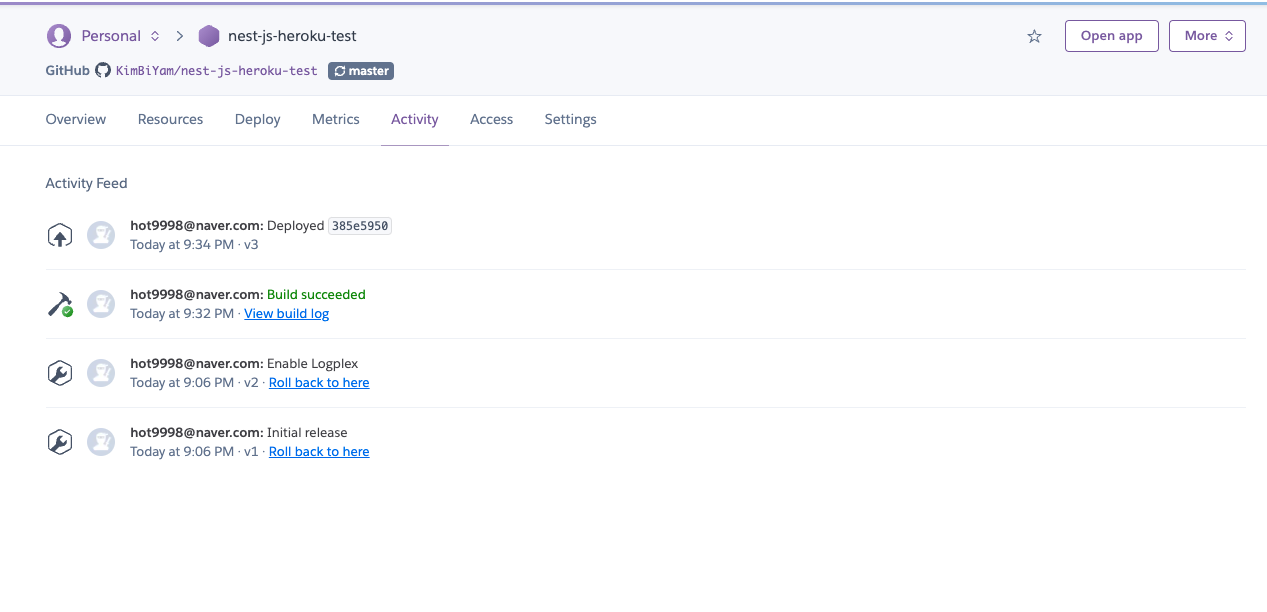 Personal nest-js-heroku-test Open app More
GitHub KimBiYam/nest-js-heroku-test master
Overview Resources Deploy Metrics Activity Access Settings
Activity Feed
hot9998@naver.com: Deployed 385e5950
Today at 9:34 PM · v3
hot9998@naver.com: Build succeeded
Today at 9:32 PM · View build log
hot9998@naver.com: Enable Logplex
Today at 9:06 PM · v2 · Roll back to here
hot9998@naver.com: Initial release
Today at 9:06 PM · v1 · Roll back to here